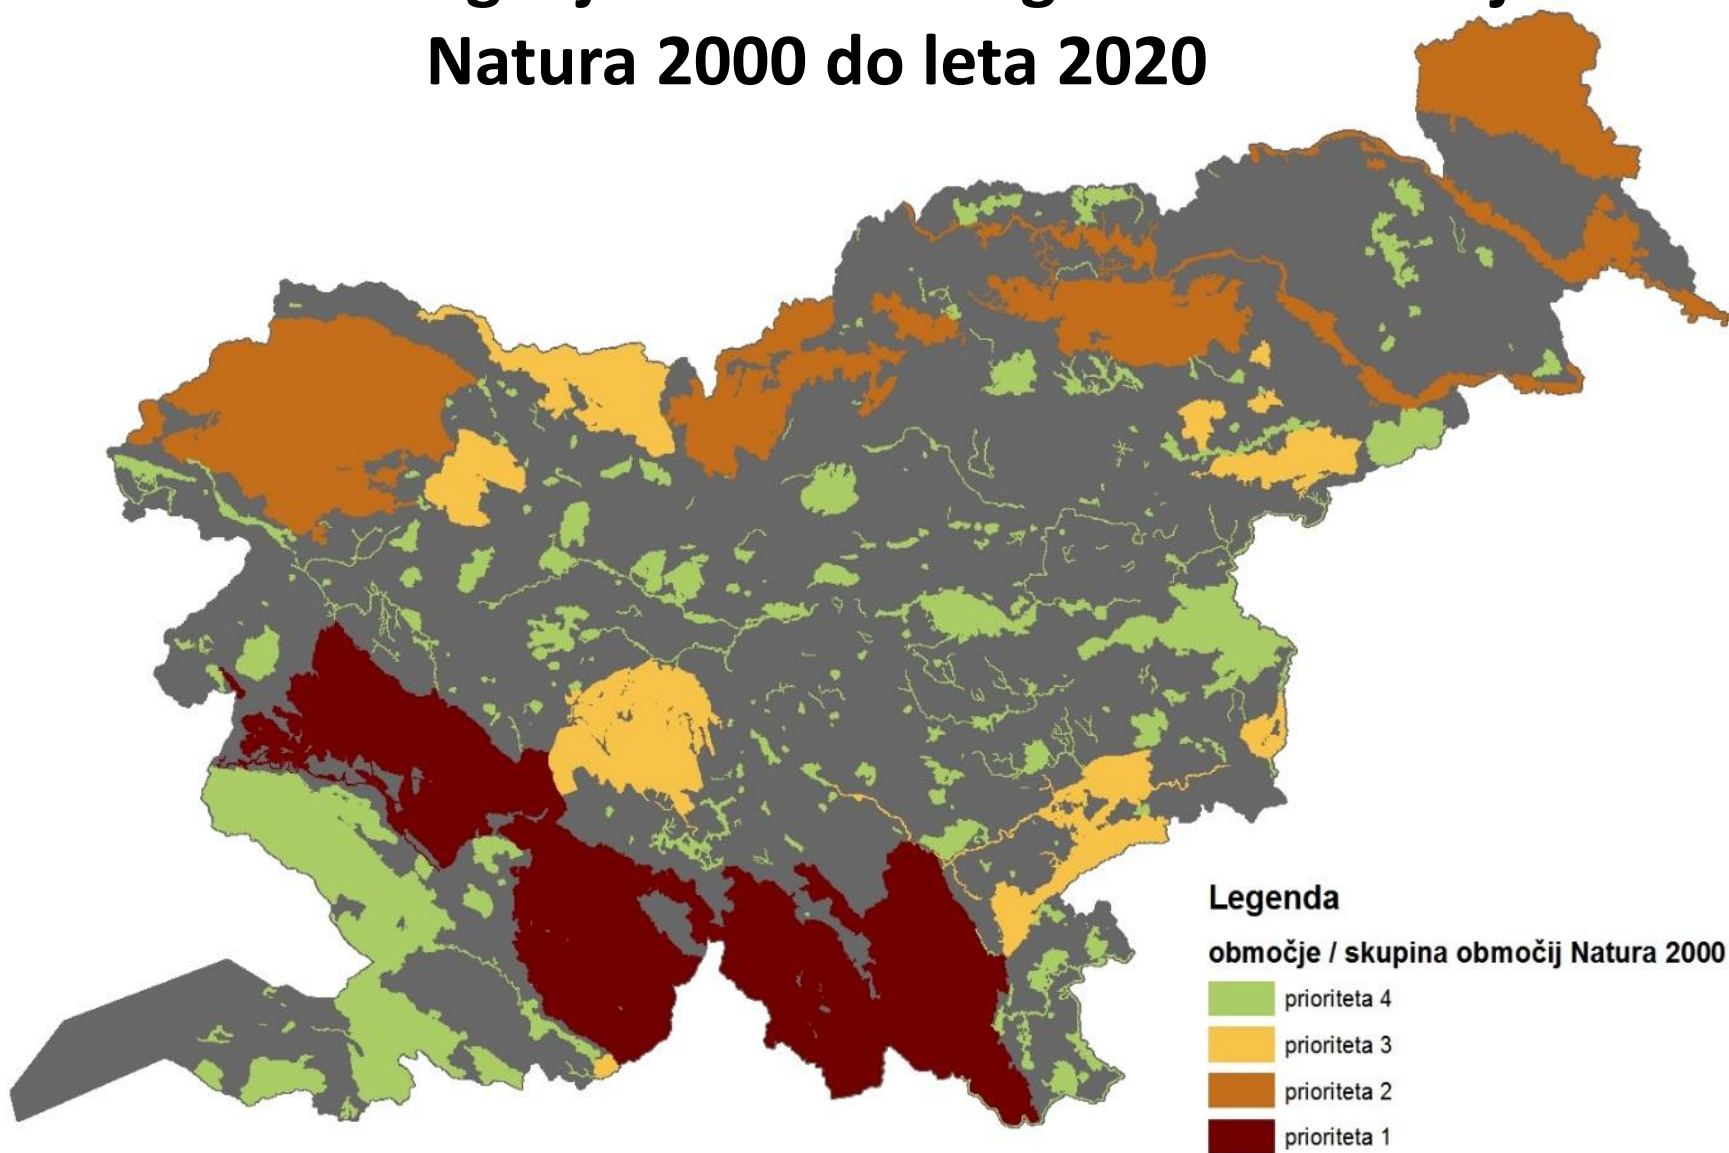 Natura 2000 do leta 2020
Legenda
območje / skupina območij Natura 2000
prioriteta 4
prioriteta 3
prioriteta 2
prioriteta 1